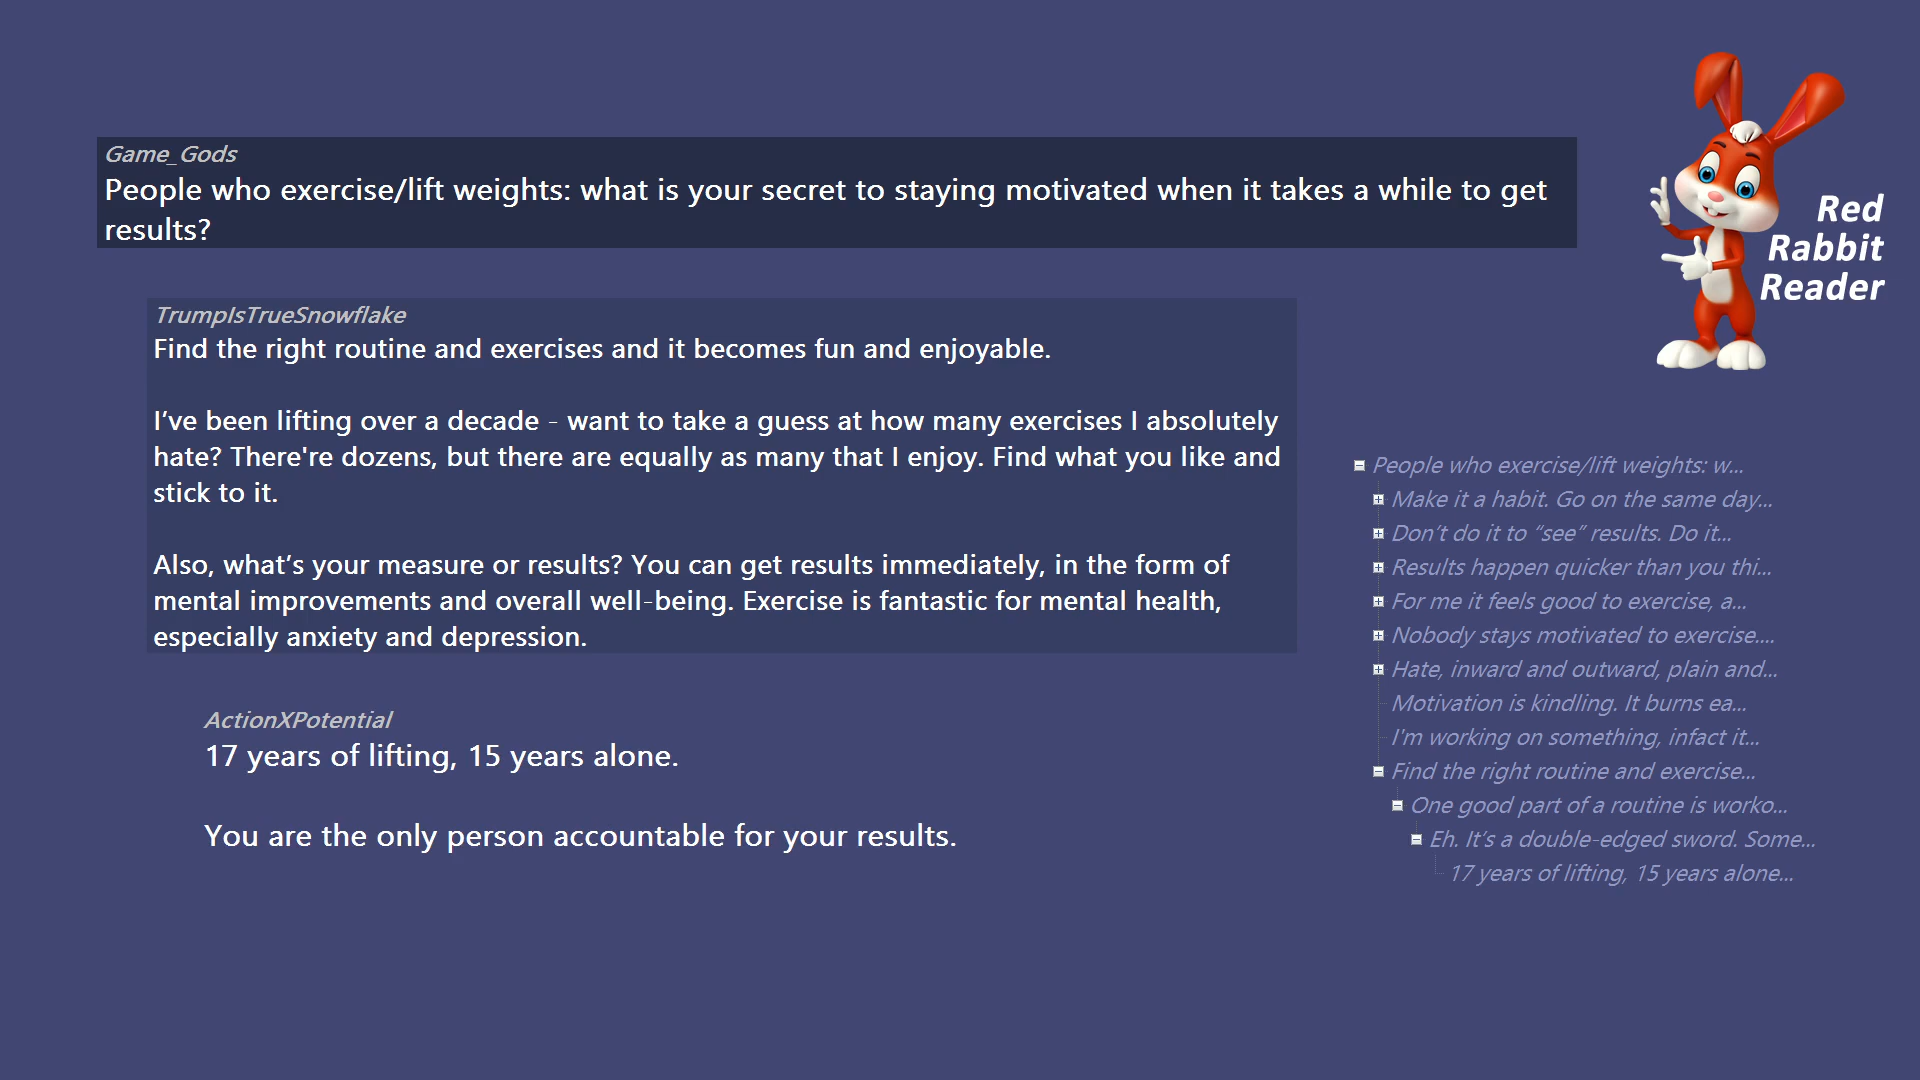 Game_Gods
People who exercise/lift weights: what is your secret to staying motivated when it takes a while to get
results?
TrumpIsTrueSnowflake
Find the right routine and exercises and it becomes fun and enjoyable.
I’ve been lifting over a decade - want to take a guess at how many exercises I absolutely
hate? There're dozens, but there are equally as many that I enjoy. Find what you like and
stick to it.
Also, what’s your measure or results? You can get results immediately, in the form of
mental improvements and overall well-being. Exercise is fantastic for mental health,
especially anxiety and depression.
ActionXPotential
17 years of lifting, 15 years alone.
You are the only person accountable for your results.
Red
Rabbit
Reader
People who exercise/lift weights: w...
Make it a habit. Go on the same day...
Don’t do it to “see” results. Do it...
Results happen quicker than you thi...
For me it feels good to exercise, a...
Nobody stays motivated to exercise....
Hate, inward and outward, plain and...
Motivation is kindling. It burns ea...
I'm working on something, infact it...
Find the right routine and exercise...
One good part of a routine is worko...
Eh. It’s a double-edged sword. Some...
17 years of lifting, 15 years alone...